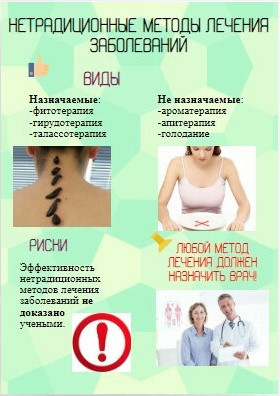 НЕТРАДИЦИОННЫЕ МЕТОДЫ ЛЕЧЕНИЯ
ЗАБОЛЕВАНИЙ
ВИДЫ
Назначаемые:
-фитотерапия
-гирудотерапия
-талассотерапия
Не назначаемые:
-ароматерапия
-апитерапия
-голодание
РИСКИ
Эффективность
нетрадиционных
методов лечения
заболеваний не
доказано
учеными.
ЛЮБОЙ МЕТОД
ЛЕЧЕНИЯ ДОЛЖЕН
НАЗНАЧИТЬ ВРАЧ!